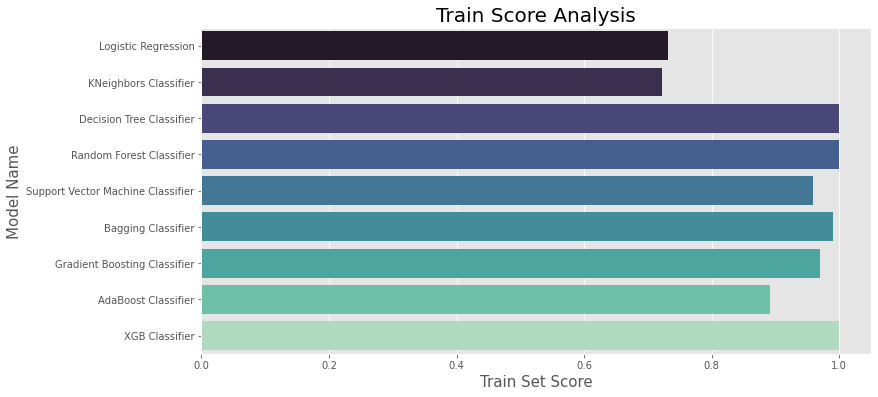 Train Score Analysis
Model Name
Logistic Regression
KNeighbors Classifier
Decision Tree Classifier
Random Forest Classifier
Support Vector Machine Classifier
Bagging Classifier
Gradient Boosting Classifier
AdaBoost Classifier
XGB Classifier
0.0 0.2 0.4 0.6 0.8 1.0
Train Set Score